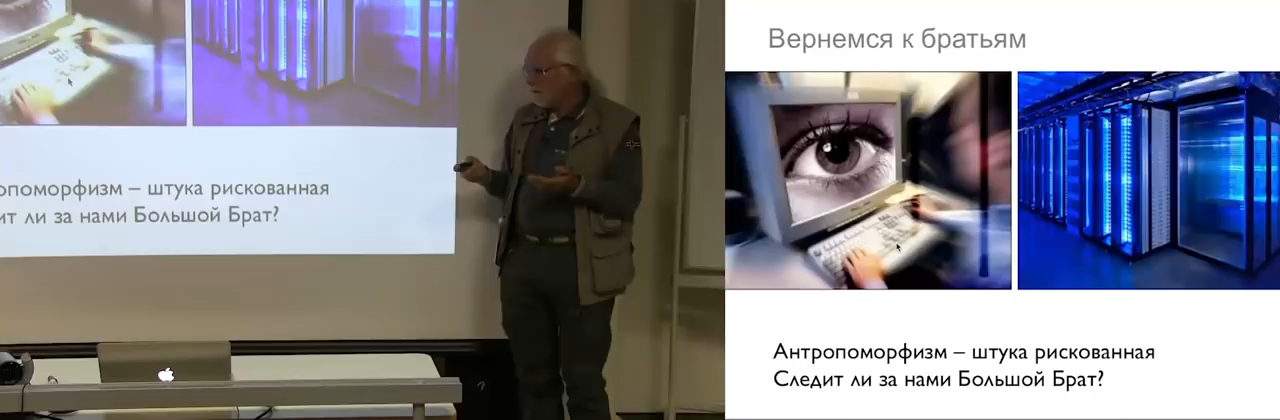 поморфизм – штука рискованная
ит ли за нами Большой Брат?
Вернемся к братьям
Антропоморфизм – штука рискованная
Следит ли за нами Большой Брат?